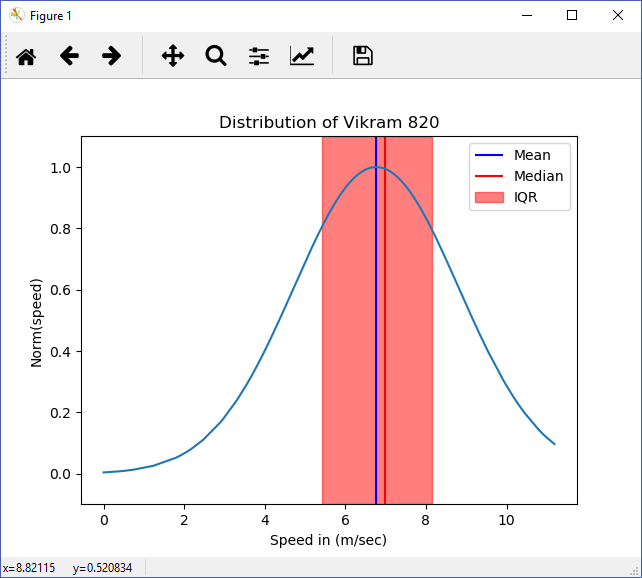 Figure 1
Distribution of Vikram 820
Mean
Median
IQR
Norm(speed)
1.0
0.8
0.6
0.4
0.2
0.0
0 2 4 6 8 10
Speed in (m/sec)
x=8.82115 y=0.520834